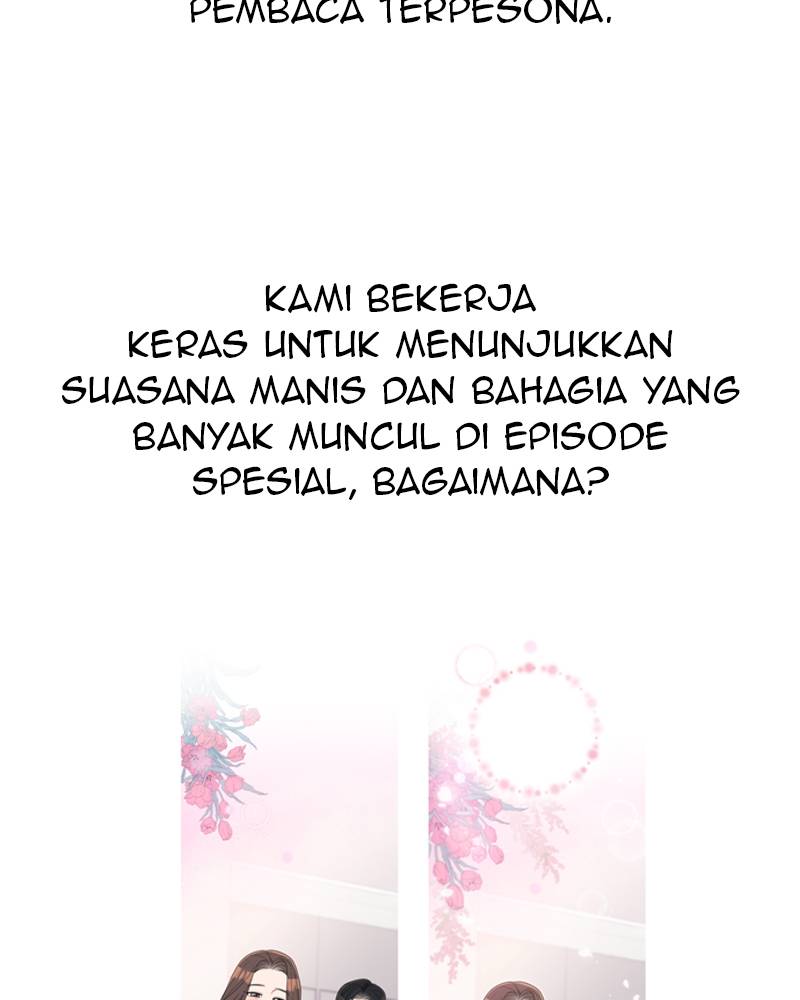 PEMBACA TERPESONA.
KAMI BEKERJA
KERAS UNTUK MENUNJUKKAN
SUASANA MANIS DAN BAHAGIA YANG
BANYAK MUNCUL DI EPISODE
SPESIAL, BAGAIMANA?